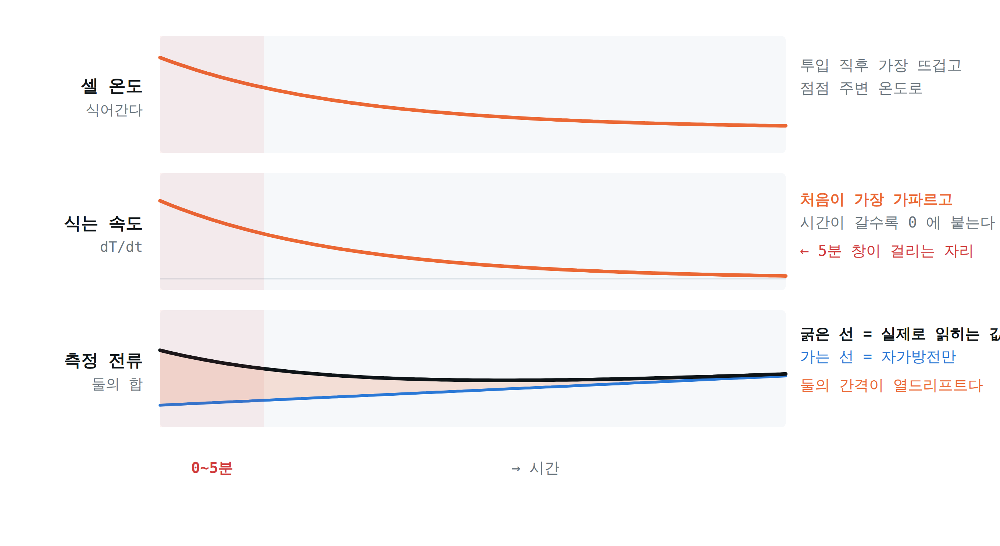 셀 온도
식어간다
투입 직후 가장 뜨겁고
점점 주변 온도로
식는 속도
dT/dt
처음이 가장 가파르고
시간이 갈수록 0 에 붙는다
← 5분 창이 걸리는 자리
측정 전류
둘의 합
굵은 선 = 실제로 읽히는 값
가는 선 = 자가방전만
둘의 간격이 열드리프트다
0~5분
→ 시간